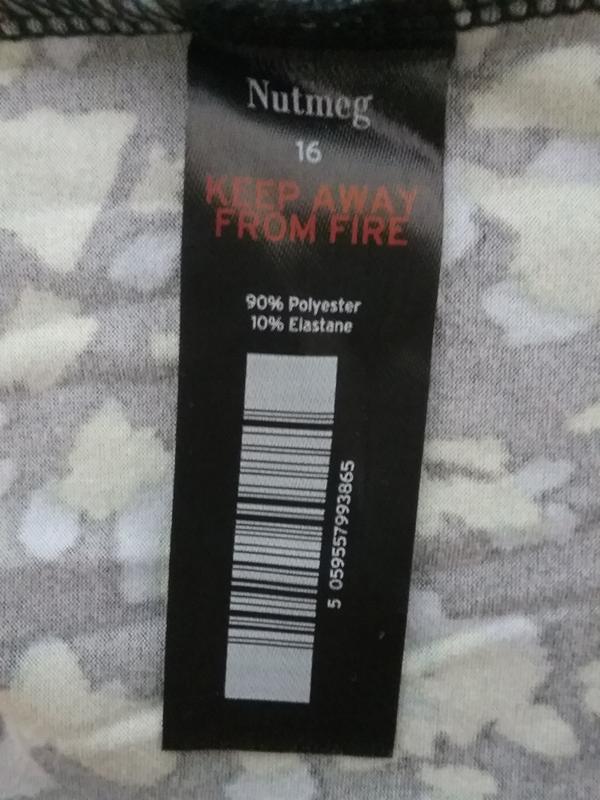 Nutmeg
16
KEEP AWAY
FROM FIRE
90% Polyester
10% Elastane
5 059557993865